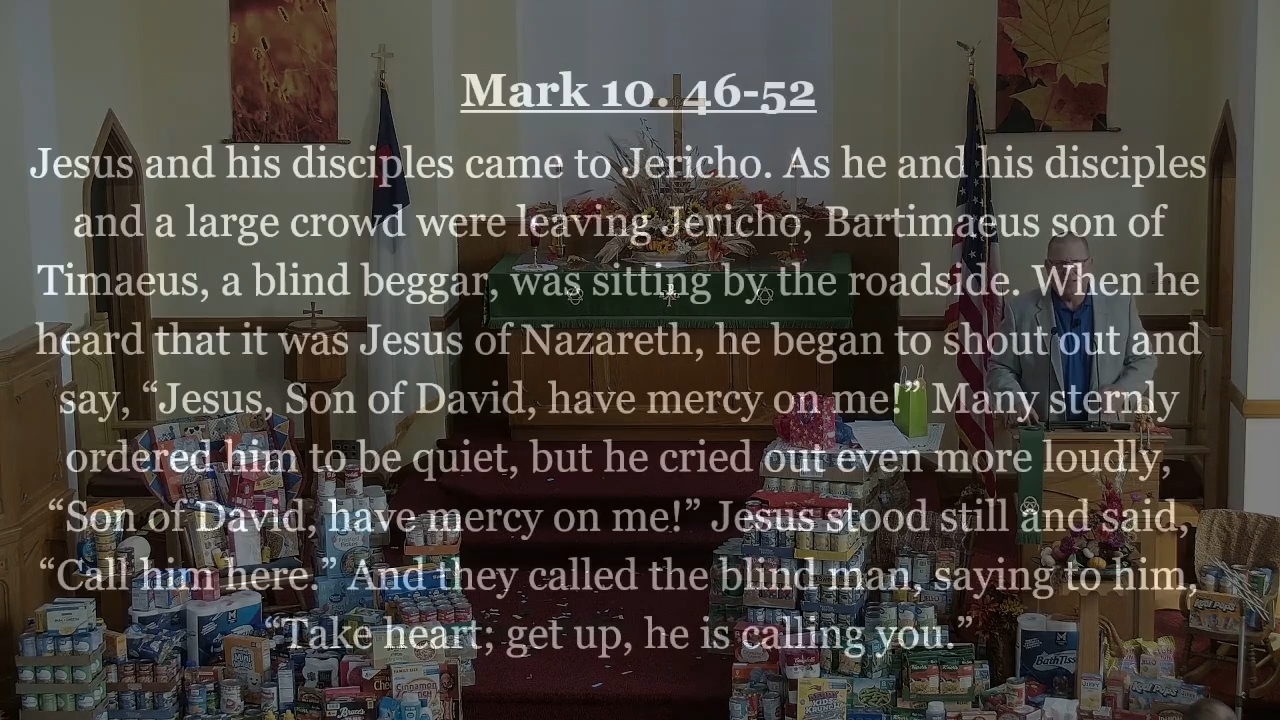 Mark 10. 46-52
Jesus and his disciples came to Jericho. As he and his disciples
and a large crowd were leaving Jericho, Bartimaeus son of
Timaeus, a blind beggar, was sitting by the roadside. When he
heard that it was Jesus of Nazareth, he began to shout out and
say, “Jesus, Son of David, have mercy on me!” Many sternly
ordered him to be quiet, but he cried out even more loudly,
“Son of David, have mercy on me!” Jesus stood still and said,
“Call him here.” And they called the blind man, saying to him,
“Take heart; get up, he is calling you.”